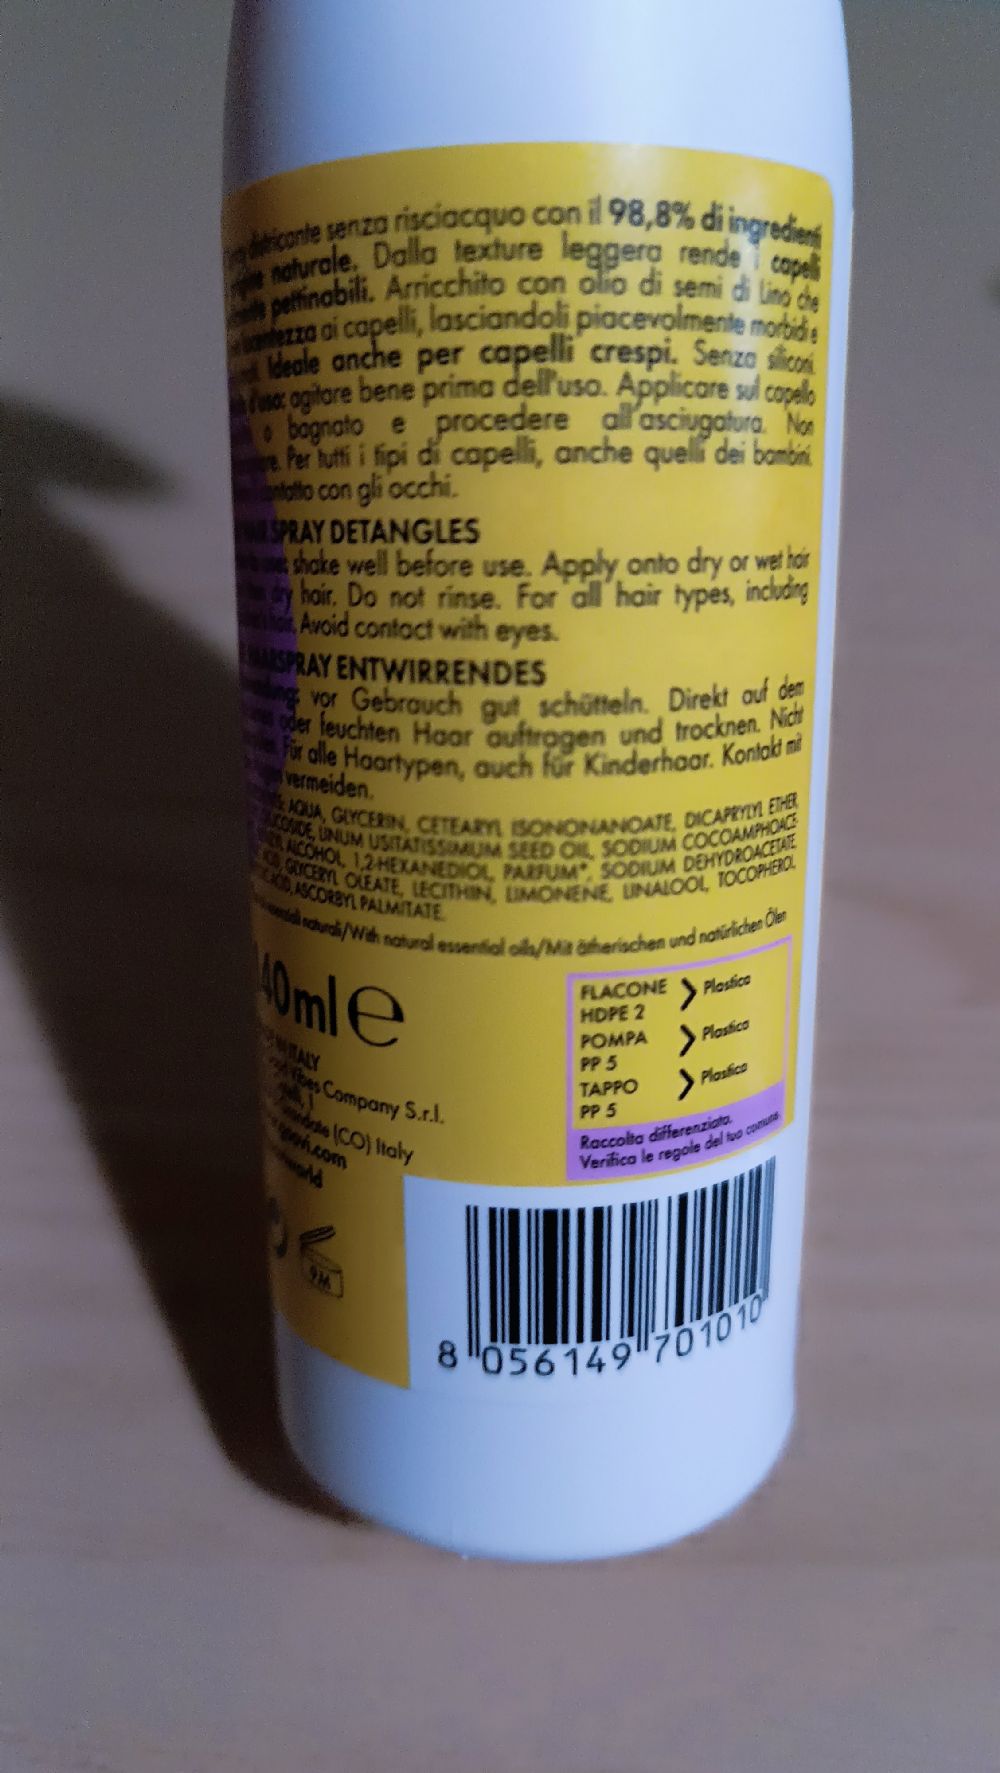 districante senza risciacquo con il 98,8% di ingredienti
naturale. Dalla texture leggera rende i capelli
pettinabili. Arricchito con olio di semi di Lino che
ai capelli, lasciandoli piacevolmente morbidi e
Ideale anche per capelli crespi. Senza siliconi.
d'uso: agitare bene prima dell'uso. Applicare sul capello
o bagnato e procedere all'asciugatura. Non
Per tutti i tipi di capelli, anche quelli dei bambini.
contatto con gli occhi.
HAIR SPRAY DETANGLES
shake well before use. Apply onto dry or wet hair
dry hair. Do not rinse. For all hair types, including
hair. Avoid contact with eyes.
HAARSPRAY ENTWIRRENDES
vor Gebrauch gut schütteln. Direkt auf dem
oder feuchten Haar auftragen und trocknen. Nicht
Für alle Haartypen, auch für Kinderhaar. Kontakt mit
vermeiden.
AQUA, GLYCERIN, CETEARYL ISONONANOATE, DICAPRYLYL ETHER,
LINUM USITATISSIMUM SEED OIL, SODIUM COCOAMPHOACE-
ALCOHOL, 1,2-HEXANEDIOL, PARFUM*, SODIUM DEHYDROACETATE,
GLYCERYL OLEATE, LECITHIN, LIMONENE, LINALOOL, TOCOPHEROL,
ASCORBYL PALMITATE.
naturali/With natural essential oils/Mit ätherischen und natürlichen Ölen
40ml e
ITALY
Vibes Company S.r.l.
(CO) Italy
FLACONE
HDPE 2 > Plastica
POMPA
PP 5 > Plastica
TAPPO
PP 5 > Plastica
Raccolta differenziata.
Verifica le regole del tuo comune.
9M
8 056149 701010